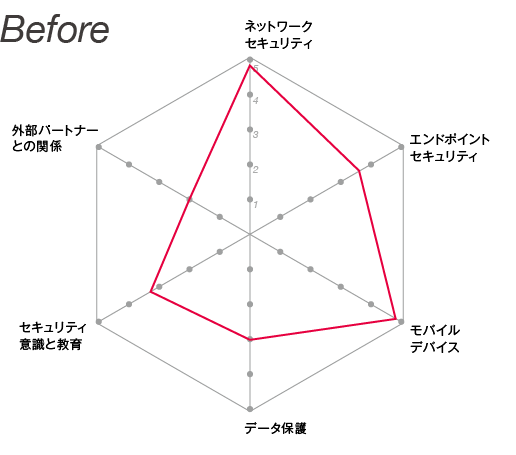 Before
ネットワーク
セキュリティ
5
4
3
2
1
エンドポイント
セキュリティ
モバイル
デバイス
データ保護
セキュリティ
意識と教育
外部パートナー
との関係